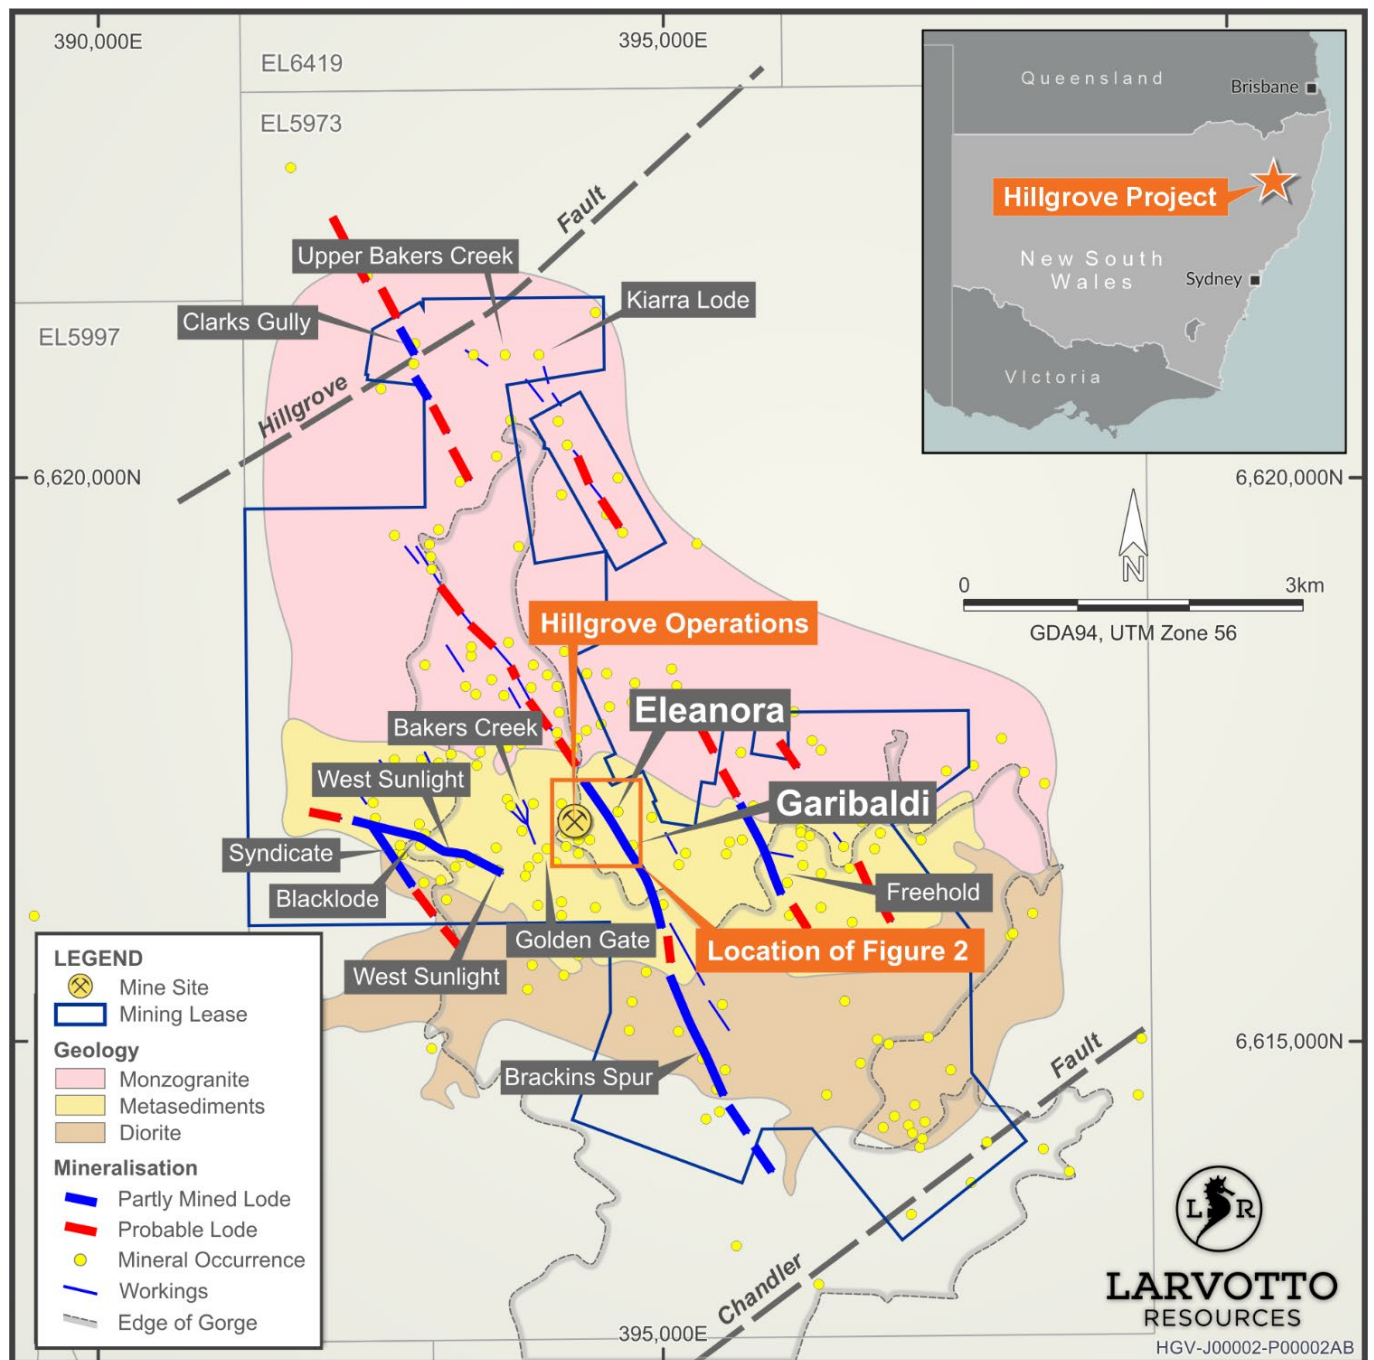 390,000E
395,000E
EL6419
EL5973
EL5997
Queensland
Brisbane
Hillgrove Project
New South
Wales
Sydney
VIctoria
Fault
Upper Bakers Creek
Kiarra Lode
Clarks Gully
Hillgrove
6,620,000N
6,620,000N
N
0
3km
GDA94, UTM Zone 56
Hillgrove Operations
Eleanora
Bakers Creek
West Sunlight
Garibaldi
Syndicate
Blacklode
Freehold
Golden Gate
Location of Figure 2
West Sunlight
Brackins Spur
6,615,000N
Fault
Chandler
395,000E
LEGEND
Mine Site
Mining Lease
Geology
Monzogranite
Metasediments
Diorite
Mineralisation
Partly Mined Lode
Probable Lode
Mineral Occurrence
Workings
Edge of Gorge
L R
LARVOTTO
RESOURCES
HGV-J00002-P00002AB